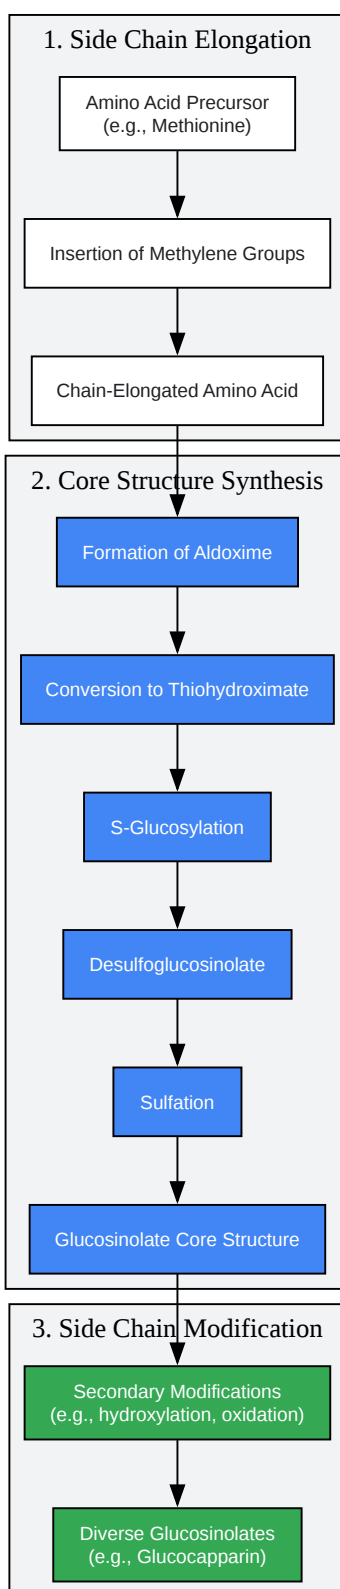 1. Side Chain Elongation
Amino Acid Precursor
(e.g., Methionine)
Insertion of Methylene Groups
Chain-Elongated Amino Acid
2. Core Structure Synthesis
Formation of Aldoxime
Conversion to Thiohydroximate
S-Glucosylation
Desulfoglucosinolate
Sulfation
Glucosinolate Core Structure
3. Side Chain Modification
Secondary Modifications
(e.g., hydroxylation, oxidation)
Diverse Glucosinolates
(e.g., Glucocapparin)